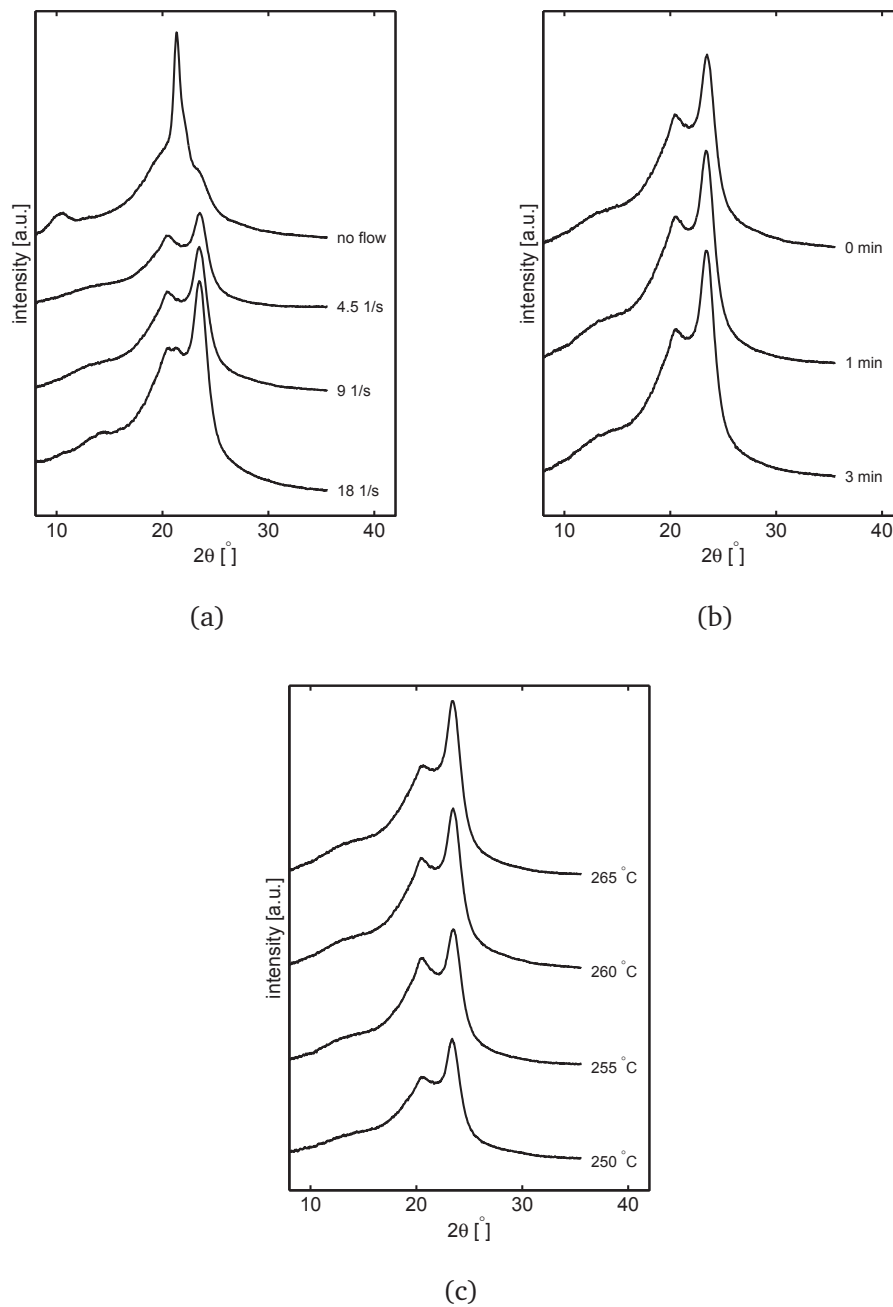 intensity [a.u.]
no flow
4.5 1/s
9 1/s
18 1/s
10 20 30 40
2θ [°]
(a)
intensity [a.u.]
0 min
1 min
3 min
10 20 30 40
2θ [°]
(b)
intensity [a.u.]
265 °C
260 °C
255 °C
250 °C
10 20 30 40
2θ [°]
(c)